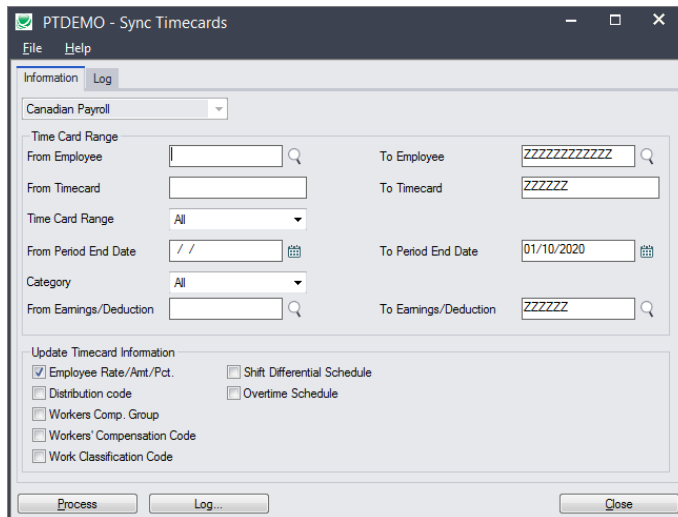 PTDEMO - Sync Timecards
File Help
Information Log
Canadian Payroll
Time Card Range
From Employee To Employee ZZZZZZZZZZZZ
From Timecard To Timecard ZZZZZZ
Time Card Range All
From Period End Date / / To Period End Date 01/10/2020
Category All
From Earnings/Deduction To Earnings/Deduction ZZZZZZ
Update Timecard Information
Employee Rate/Amt/Pct. Shift Differential Schedule
Distribution code Overtime Schedule
Workers Comp. Group
Workers' Compensation Code
Work Classification Code
Process Log... Close